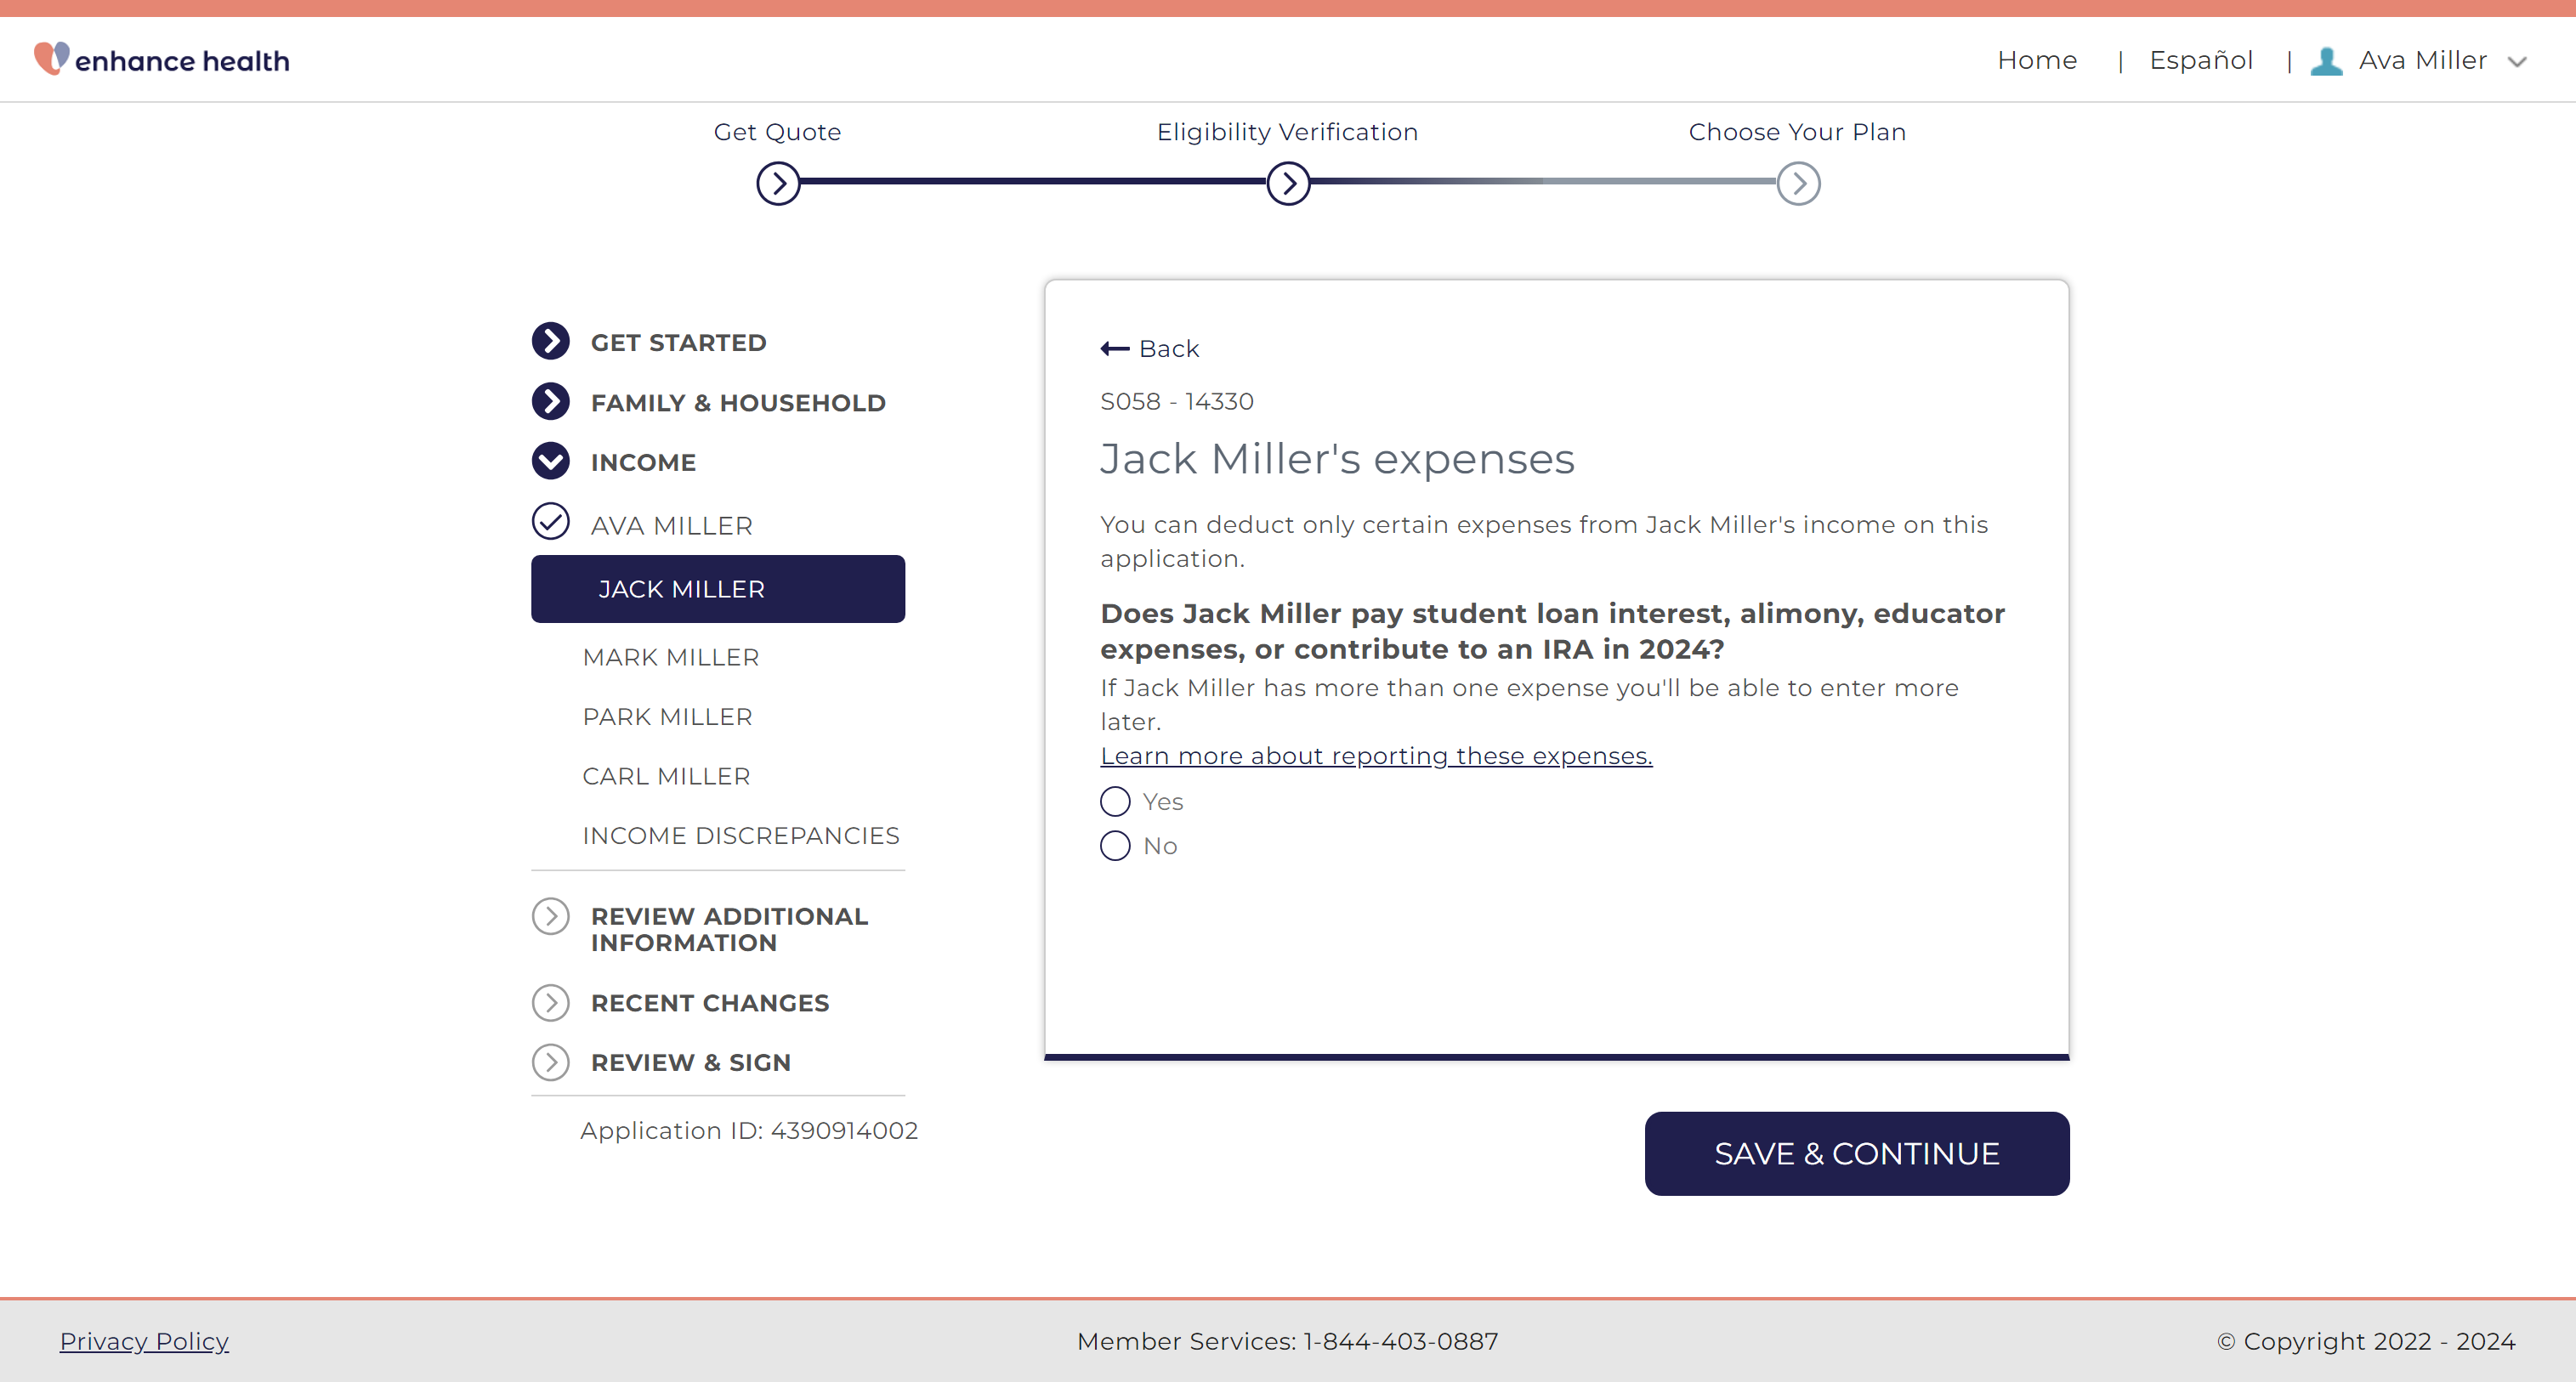 enhance health
Home | Español | Ava Miller
Get Quote
Eligibility Verification
Choose Your Plan
GET STARTED
FAMILY & HOUSEHOLD
INCOME
AVA MILLER
JACK MILLER
MARK MILLER
PARK MILLER
CARL MILLER
INCOME DISCREPANCIES
REVIEW ADDITIONAL
INFORMATION
RECENT CHANGES
REVIEW & SIGN
Application ID: 4390914002
Back
S058 - 14330
Jack Miller's expenses
You can deduct only certain expenses from Jack Miller's income on this
application.
Does Jack Miller pay student loan interest, alimony, educator
expenses, or contribute to an IRA in 2024?
If Jack Miller has more than one expense you'll be able to enter more
later.
Learn more about reporting these expenses.
Yes
No
SAVE & CONTINUE
Privacy Policy
Member Services: 1-844-403-0887
© Copyright 2022 - 2024